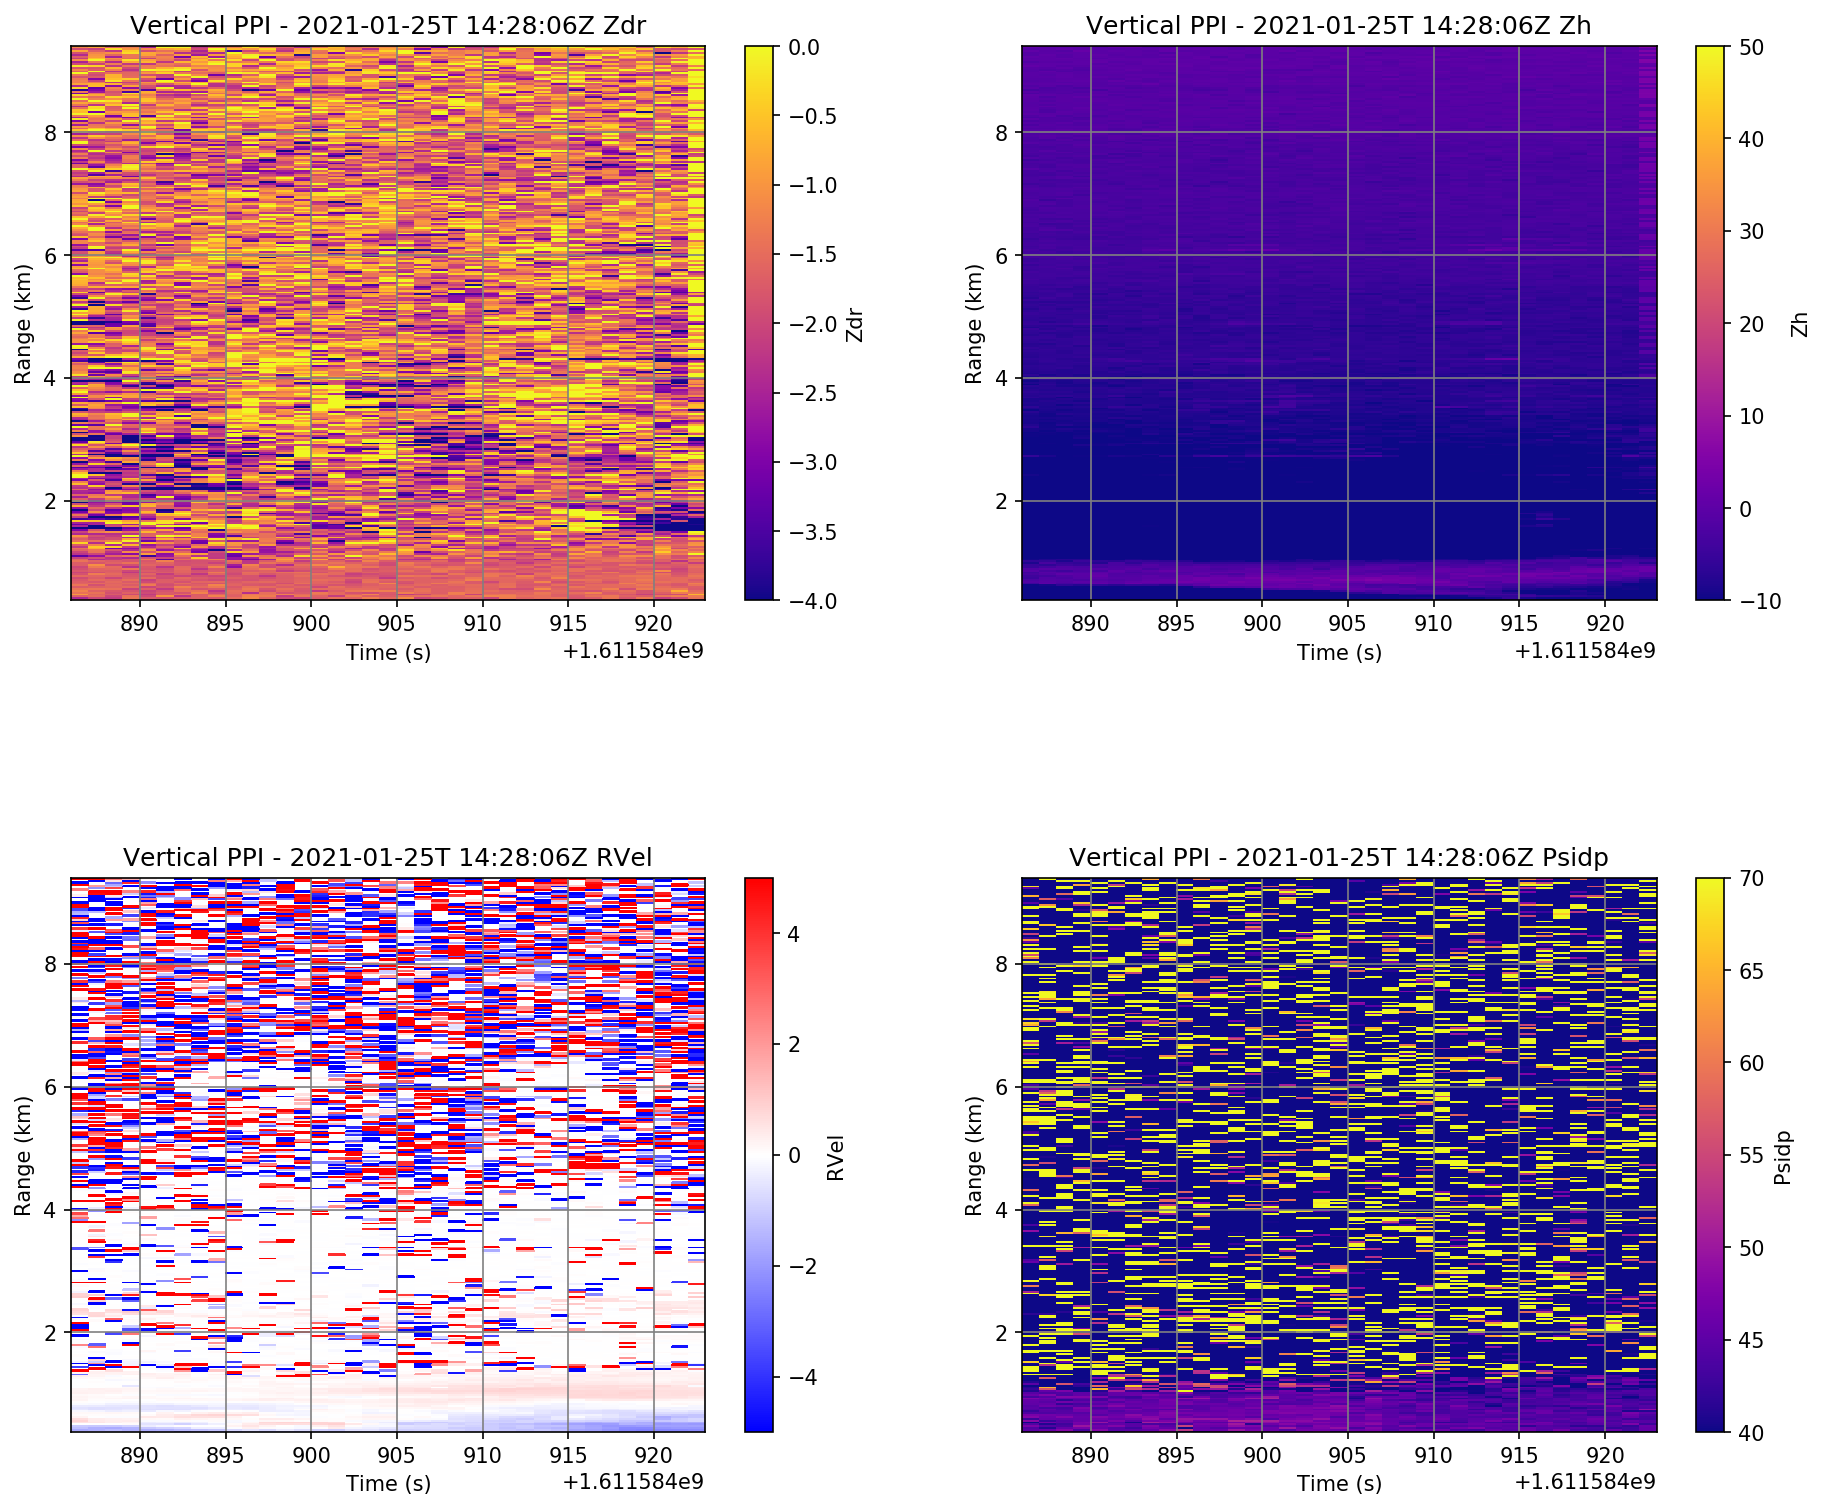 Vertical PPI - 2021-01-25T 14:28:06Z Zdr
Range (km)
8
6
4
2
890 895 900 905 910 915 920
Time (s)
+1.611584e9
0.0
−0.5
−1.0
−1.5
−2.0
−2.5
−3.0
−3.5
−4.0
Zdr
Vertical PPI - 2021-01-25T 14:28:06Z Zh
Range (km)
8
6
4
2
890 895 900 905 910 915 920
Time (s)
+1.611584e9
50
40
30
20
10
0
−10
Zh
Vertical PPI - 2021-01-25T 14:28:06Z RVel
Range (km)
8
6
4
2
890 895 900 905 910 915 920
Time (s)
+1.611584e9
4
2
0
−2
−4
RVel
Vertical PPI - 2021-01-25T 14:28:06Z Psidp
Range (km)
8
6
4
2
890 895 900 905 910 915 920
Time (s)
+1.611584e9
70
65
60
55
50
45
40
Psidp